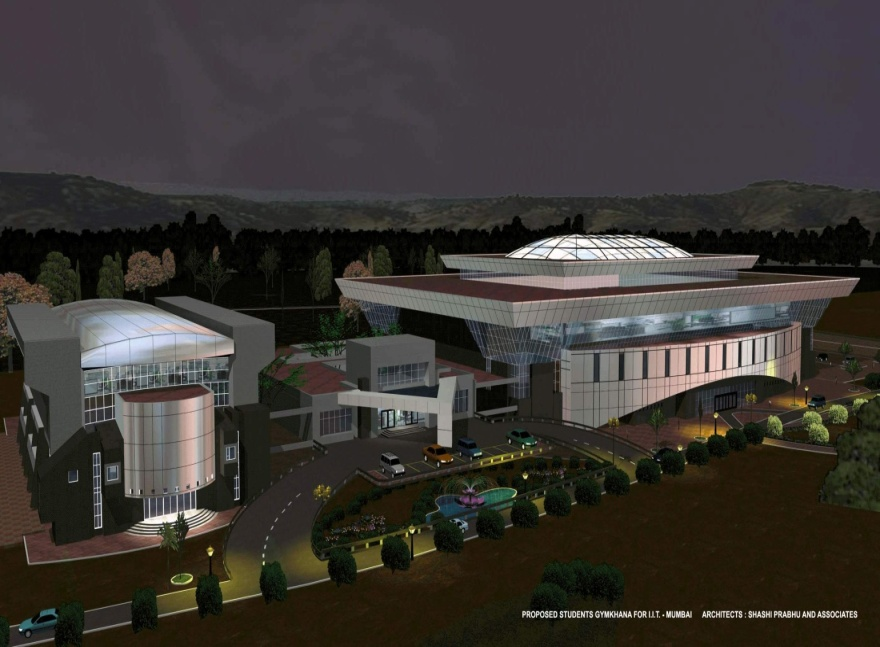 PROPOSED STUDENTS GYMKHANA FOR I.I.T. - MUMBAI ARCHITECTS : SHASHI PRABHU AND ASSOCIATES